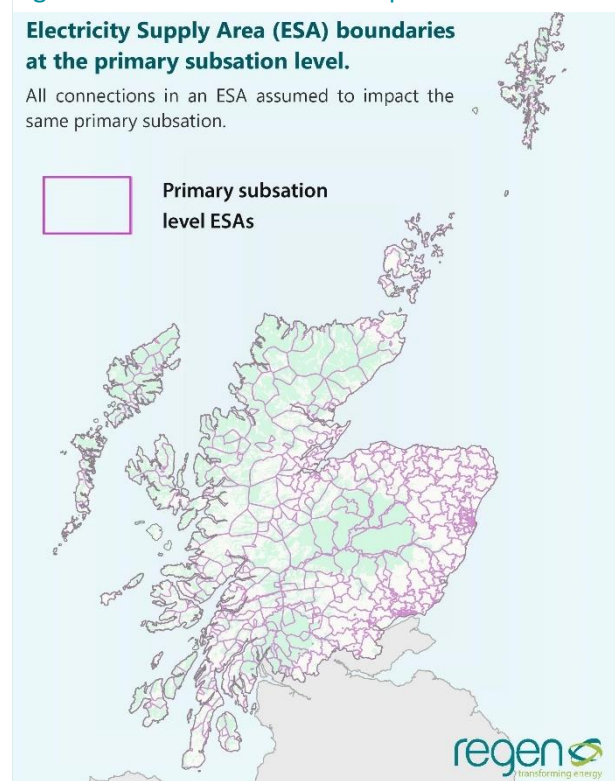 Electricity Supply Area (ESA) boundaries
at the primary subsation level.
All connections in an ESA assumed to impact the
same primary subsation.
Primary subsation
level ESAs
regen
transforming energy